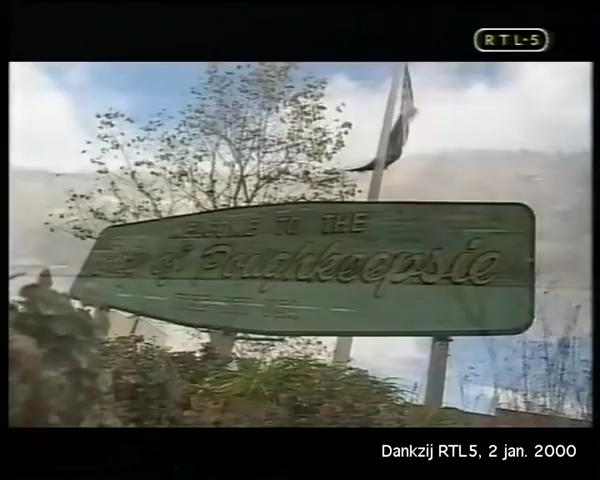 RTL-5
WELCOME TO THE
of Poughkeepsie
Dankzij RTL5, 2 jan. 2000